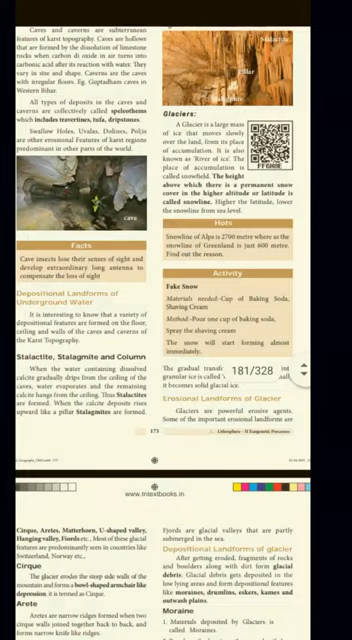 Caves and caverns are subterranean
features of karst topography. Caves are hollows
that are formed by the dissolution of limestone
rocks when carbon di oxide in air turns into
carbonic acid after its reaction with water. They
vary in size and shape. Caverns are the caves
with irregular floors. Eg. Guptadham caves in
Western Bihar.
All types of deposits in the caves and
caverns are collectively called speleothems
which includes travertines, tufa, dripstones.
Swallow Holes, Uvalas, Dolines, Poljes
are other erosional Features of karst regions
predominant in other parts of the world.
cave
Facts
Cave insects lose their senses of sight and
develop extraordinary long antenna to
compensate the loss of sight
Depositional Landforms of
Underground Water
It is interesting to know that a variety of
depositional features are formed on the floor,
ceiling and walls of the caves and caverns of
the Karst Topography.
Stalactite, Stalagmite and Column
When the water containing dissolved
calcite gradually drips from the ceiling of the
caves, water evaporates and the remaining
calcite hangs from the ceiling. Thus Stalactites
are formed. When the calcite deposits rises
upward like a pillar Stalagmites are formed.
Stalactite
Pillar
Stalagmite
Glaciers:
A Glacier is a large mass
of ice that moves slowly
over the land, from its place
of accumulation. It is also
known as 'River of ice'. The
place of accumulation is
called snowfield. The height
above which there is a permanent snow
cover in the higher altitude or latitude is
called snowline. Higher the latitude, lower
the snowline from sea level.
Hots
Snowline of Alps is 2700 metre where as the
snowline of Greenland is just 600 metre.
Find out the reason.
Activity
Fake Snow
Materials needed-Cup of Baking Soda,
Shaving Cream
Method-Pour one cup of baking soda,
Spray the shaving cream
The snow will start forming almost
immediately.
The gradual transfr
granular ice is called
it becomes solid glacial ice.
181/328
Erosional Landforms of Glacier
Glaciers are powerful erosive agents.
Some of the important erosional landforms are
173
Lithosphere – II Exogenetic Processes
www.tntextbooks.in
Cirque, Aretes, Matterhorn, U-shaped valley,
Hanging valley, Fiords etc., Most of these glacial
features are predominantly seen in countries like
Switzerland, Norway etc.,
Cirque
The glacier erodes the steep side walls of the
mountain and forms a bowl-shaped armchair like
depression, it is termed as Cirque.
Arete
Aretes are narrow ridges formed when two
cirque walls joined together back to back, and
forms narrow knife like ridges.
Fjords are glacial valleys that are partly
submerged in the sea.
Depositional Landforms of glacier
After getting eroded, fragments of rocks
and boulders along with dirt form glacial
debris. Glacial debris gets deposited in the
low lying areas and form depositional features
like moraines, drumlins, eskers, kames and
outwash plains.
Moraine
1. Materials deposited by Glacier is
called Moraines.